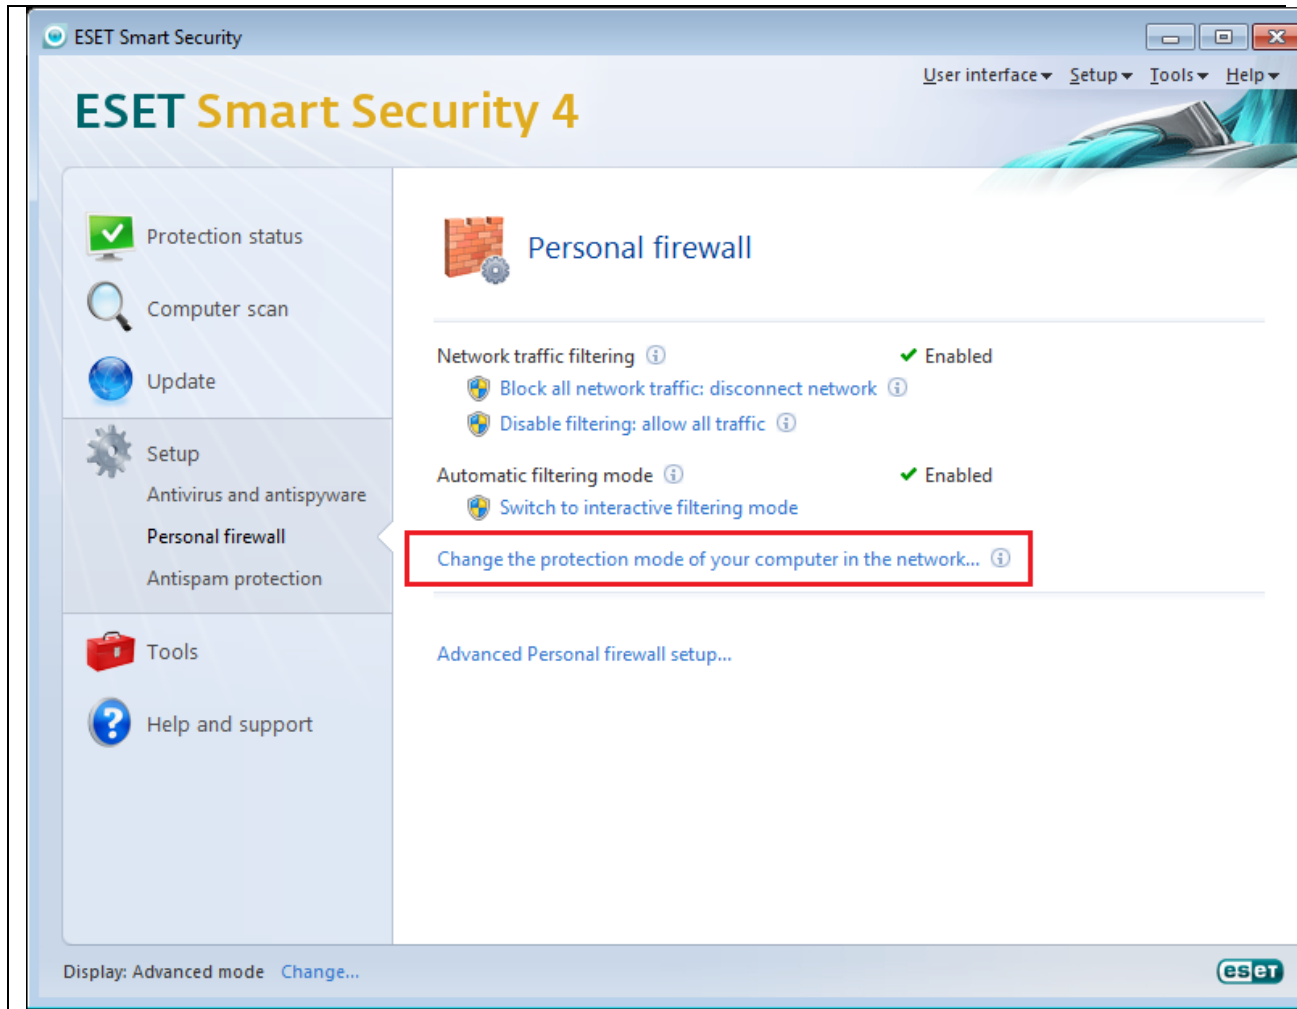 ESET Smart Security
User interface Setup Tools Help
ESET Smart Security 4
Protection status
Computer scan
Update
Setup
Antivirus and antispyware
Personal firewall
Antispam protection
Tools
Help and support
Personal firewall
Network traffic filtering Enabled
Block all network traffic: disconnect network
Disable filtering: allow all traffic
Automatic filtering mode Enabled
Switch to interactive filtering mode
Change the protection mode of your computer in the network...
Advanced Personal firewall setup...
Display: Advanced mode Change...
eset